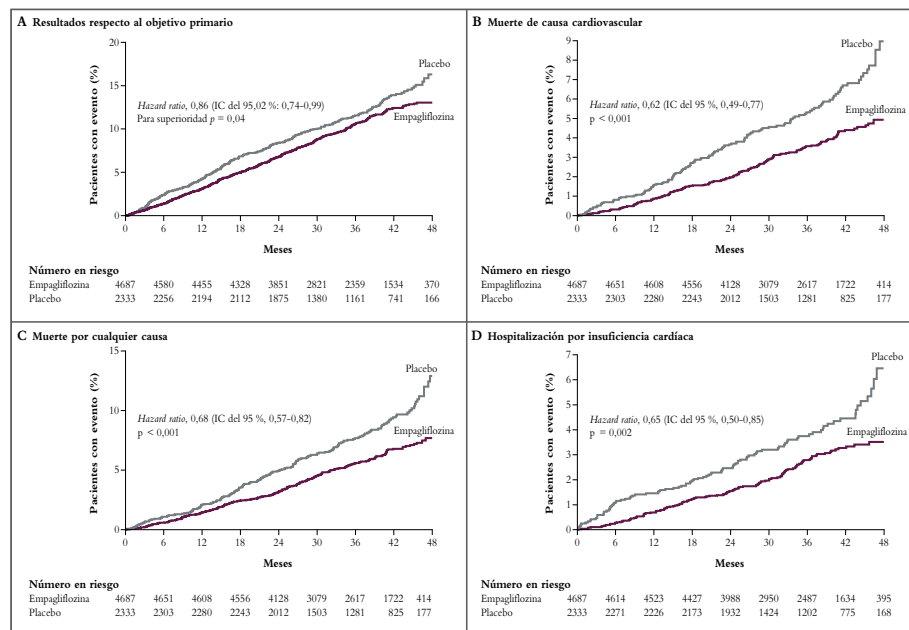 A Resultados respecto al objetivo primario
Pacientes con evento (%)
20
15
10
5
0
Placebo
Hazard ratio, 0,86 (IC del 95,02 %: 0,74–0,99)
Para superioridad p = 0,04
Empagliflozina
0 6 12 18 24 30 36 42 48
Meses
Número en riesgo
Empagliflozina 4687 4580 4455 4328 3851 2821 2359 1534 370
Placebo 2333 2256 2194 2112 1875 1380 1161 741 166
B Muerte de causa cardiovascular
Pacientes con evento (%)
9
8
7
6
5
4
3
2
1
0
Placebo
Hazard ratio, 0,62 (IC del 95 %, 0,49-0,77)
p < 0,001
Empagliflozina
0 6 12 18 24 30 36 42 48
Meses
Número en riesgo
Empagliflozina 4687 4651 4608 4556 4128 3079 2617 1722 414
Placebo 2333 2303 2280 2243 2012 1503 1281 825 177
C Muerte por cualquier causa
Pacientes con evento (%)
15
10
5
0
Placebo
Hazard ratio, 0,68 (IC del 95 %, 0,57–0,82)
p < 0,001
Empagliflozina
0 6 12 18 24 30 36 42 48
Meses
Número en riesgo
Empagliflozina 4687 4651 4608 4556 4128 3079 2617 1722 414
Placebo 2333 2303 2280 2243 2012 1503 1281 825 177
D Hospitalización por insuficiencia cardíaca
Pacientes con evento (%)
7
6
5
4
3
2
1
0
Placebo
Hazard ratio, 0,65 (IC del 95 %, 0,50–0,85)
p = 0,002
Empagliflozina
0 6 12 18 24 30 36 42 48
Meses
Número en riesgo
Empagliflozina 4687 4614 4523 4427 3988 2950 2487 1634 395
Placebo 2333 2271 2226 2173 1932 1424 1202 775 168